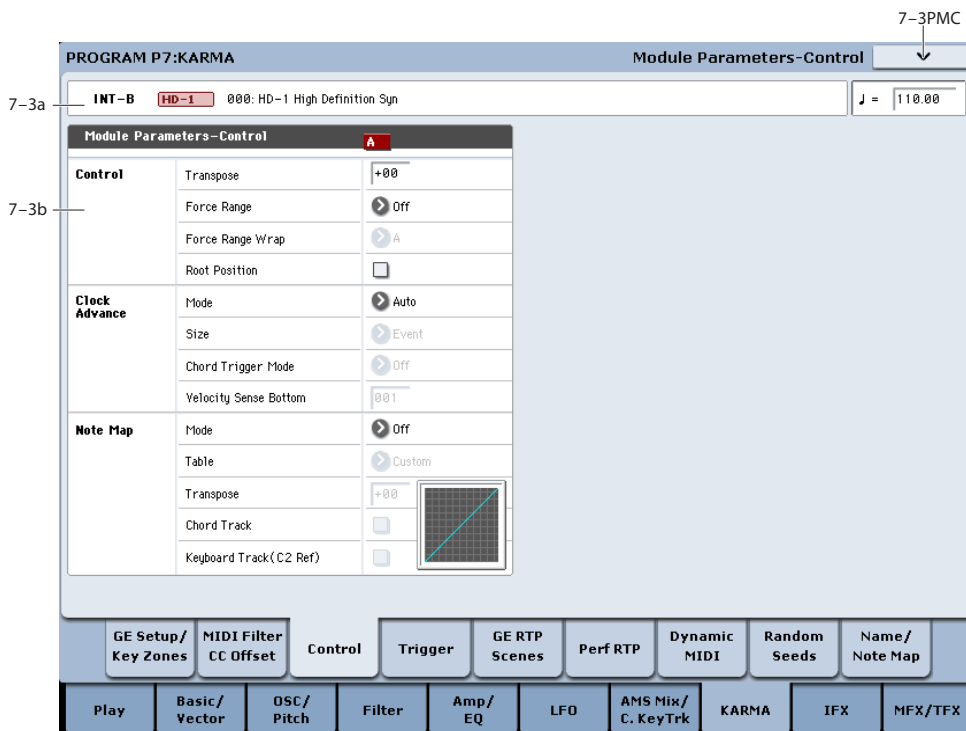 7-3PMC
PROGRAM P7:KARMA
Module Parameters-Control
7-3a
INT-B
HD-1
000: HD-1 High Definition Syn
♩ = 110.00
Module Parameters-Control
A
7-3b
Control
Transpose
+00
Force Range
Off
Force Range Wrap
A
Root Position
Clock
Advance
Mode
Auto
Size
Event
Chord Trigger Mode
Off
Velocity Sense Bottom
001
Note Map
Mode
Off
Table
Custom
Transpose
+00
Chord Track
Keyboard Track(C2 Ref)
GE Setup/
Key Zones
MIDI Filter
CC Offset
Control
Trigger
GE RTP
Scenes
Perf RTP
Dynamic
MIDI
Random
Seeds
Name/
Note Map
Play
Basic/
Vector
OSC/
Pitch
Filter
Amp/
EQ
LFO
AMS Mix/
C. KeyTrk
KARMA
IFX
MFX/TFX